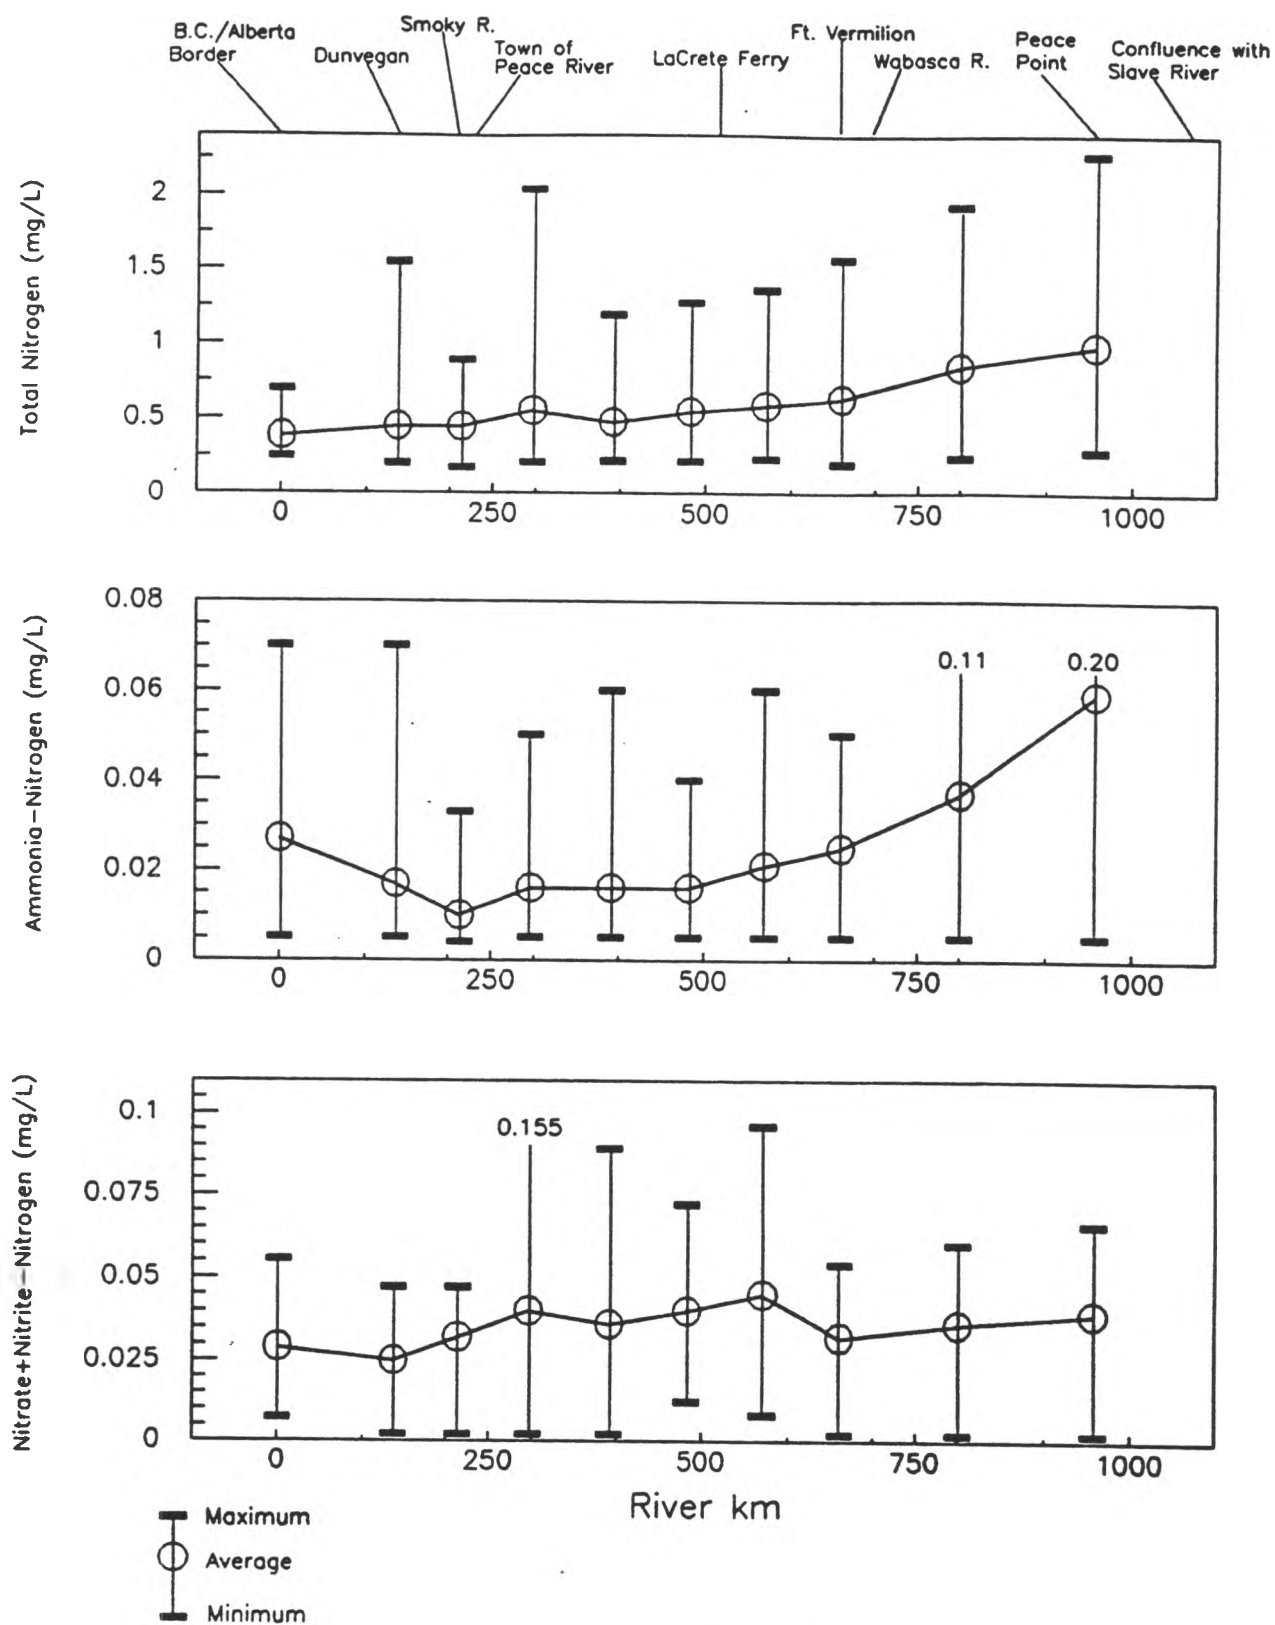 B.C./Alberta
Border
Dunvegan
Smoky R.
Town of
Peace River
LaCrete Ferry
Ft. Vermilion
Wabasca R.
Peace
Point
Confluence with
Slave River
Total Nitrogen (mg/L)
2
1.5
1
0.5
0
0 250 500 750 1000
Ammonia-Nitrogen (mg/L)
0.08
0.06
0.04
0.02
0
0.11
0.20
0 250 500 750 1000
Nitrate+Nitrite-Nitrogen (mg/L)
0.1
0.075
0.05
0.025
0
0.155
0 250 500 750 1000
River km
Maximum
Average
Minimum